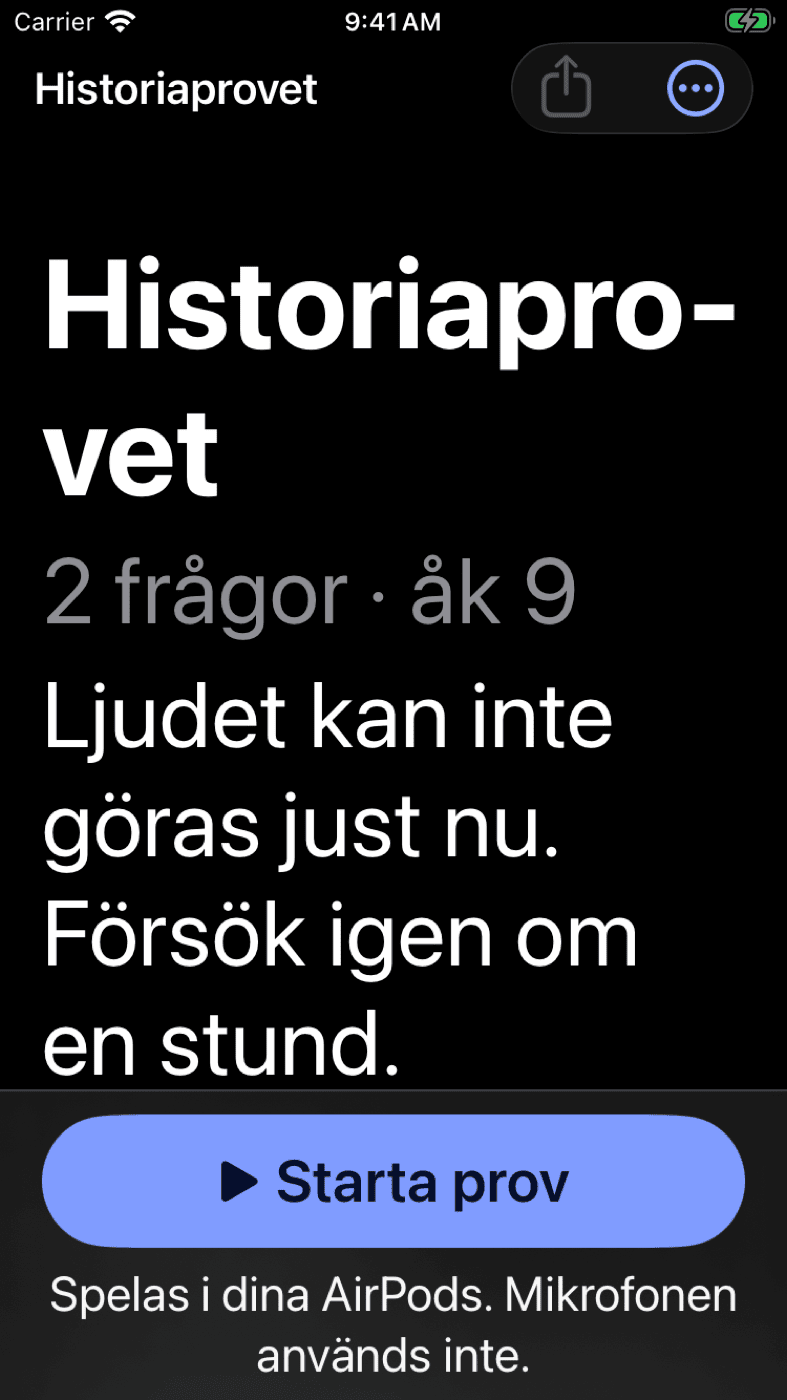 Carrier
9:41 AM
Historiaprovet
Historiapro-
vet
2 frågor · åk 9
Ljudet kan inte
göras just nu.
Försök igen om
en stund.
Starta prov
Spelas i dina AirPods. Mikrofonen
används inte.